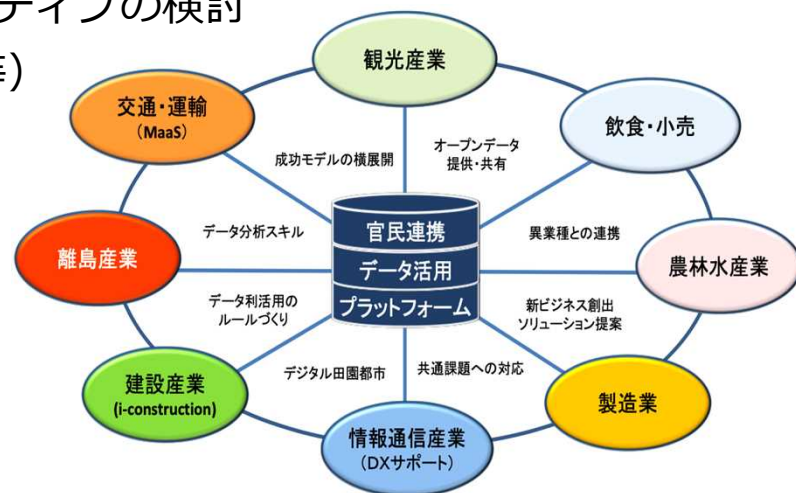 ティブの検討
等)
観光産業
交通・運輸
(MaaS)
飲食・小売
成功モデルの横展開
オープンデータ
提供・共有
データ分析スキル
官民連携
異業種との連携
離島産業
データ活用
農林水産業
データ利活用の
ルールづくり
プラットフォーム
新ビジネス創出
ソリューション提案
建設産業
(i-construction)
デジタル田園都市
共通課題への対応
製造業
情報通信産業
(DXサポート)